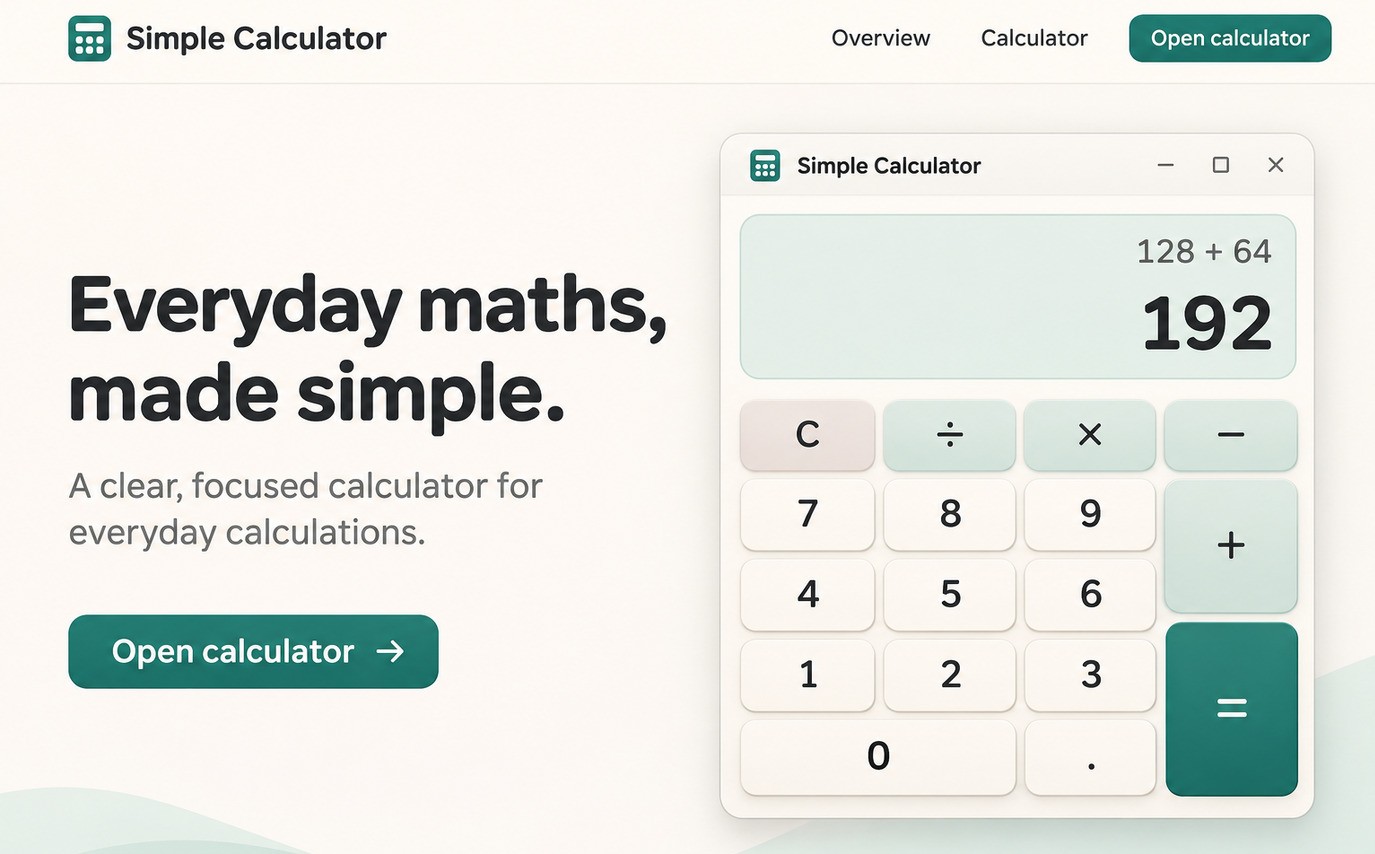 Simple Calculator
Overview
Calculator
Open calculator
Everyday maths,
made simple.
A clear, focused calculator for
everyday calculations.
Open calculator →
Simple Calculator
128 + 64
192
C ÷ × −
7 8 9 +
4 5 6
1 2 3 =
0 .